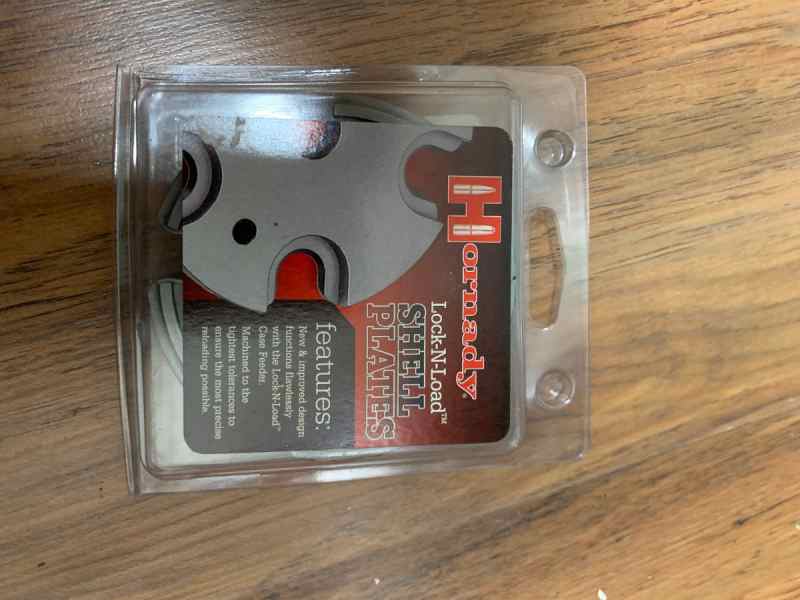 Hornady®
Lock-N-Load™
SHELL
PLATES
features:
New & improved design
functions flawlessly
with the Lock-N-Load™
Case Feeder.
Machined to the
tightest tolerances to
ensure the most precise
reloading possible.